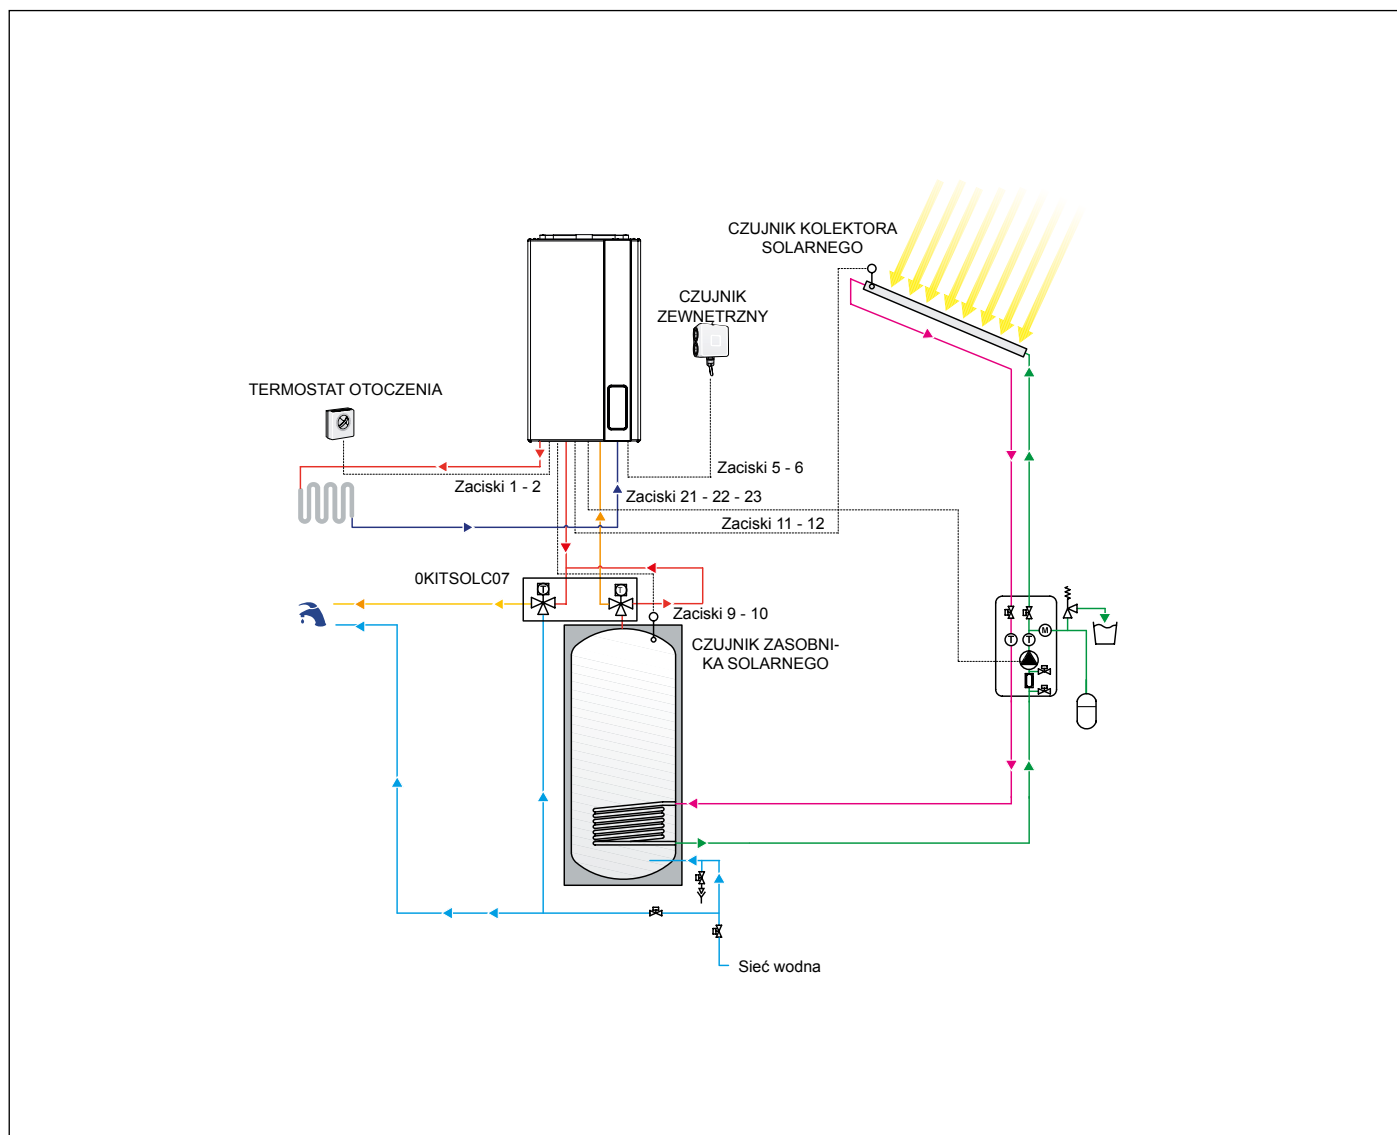 CZUJNIK KOLEKTORA
SOLARNEGO
CZUJNIK
ZEWNĘTRZNY
TERMOSTAT OTOCZENIA
Zaciski 5 - 6
Zaciski 1 - 2
Zaciski 21 - 22 - 23
Zaciski 11 - 12
0KITSOLC07
T
T
Zaciski 9 - 10
CZUJNIK ZASOBNI-
KA SOLARNEGO
M
T
T
Sieć wodna